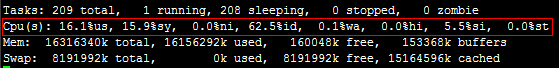 Tasks: 209 total,   1 running, 208 sleeping,   0 stopped,   0 zombie
Cpu(s): 16.1%us, 15.9%sy,  0.0%ni, 62.5%id,  0.1%wa,  0.0%hi,  5.5%si,  0.0%st
Mem:  16316340k total, 16156292k used,   160048k free,   153368k buffers
Swap:  8191992k total,        0k used,  8191992k free, 15164596k cached